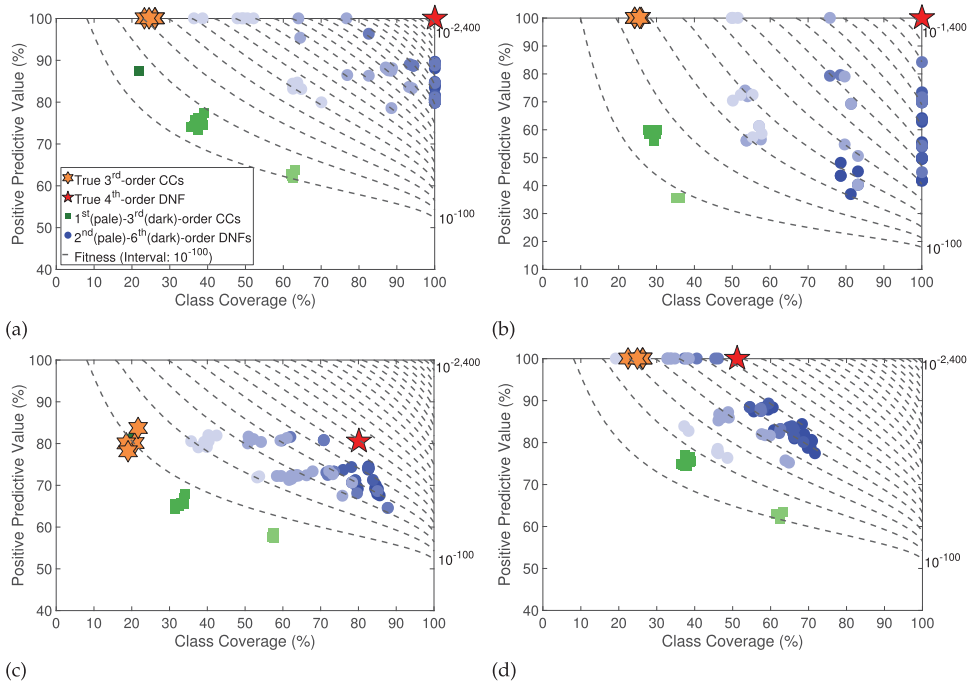 100
90
80
70
60
50
40
Positive Predictive Value (%)
0 10 20 30 40 50 60 70 80 90 100
Class Coverage (%)
10^-2,400
10^-100
True 3rd-order CCs
True 4th-order DNF
1st(pale)-3rd(dark)-order CCs
2nd(pale)-6th(dark)-order DNFs
Fitness (Interval: 10^-100)
(a)
100
90
80
70
60
50
40
30
20
10
Positive Predictive Value (%)
0 10 20 30 40 50 60 70 80 90 100
Class Coverage (%)
10^-1,400
10^-100
(b)
100
90
80
70
60
50
40
Positive Predictive Value (%)
0 10 20 30 40 50 60 70 80 90 100
Class Coverage (%)
10^-2,400
10^-100
(c)
100
90
80
70
60
50
40
Positive Predictive Value (%)
0 10 20 30 40 50 60 70 80 90 100
Class Coverage (%)
10^-2,400
10^-100
(d)